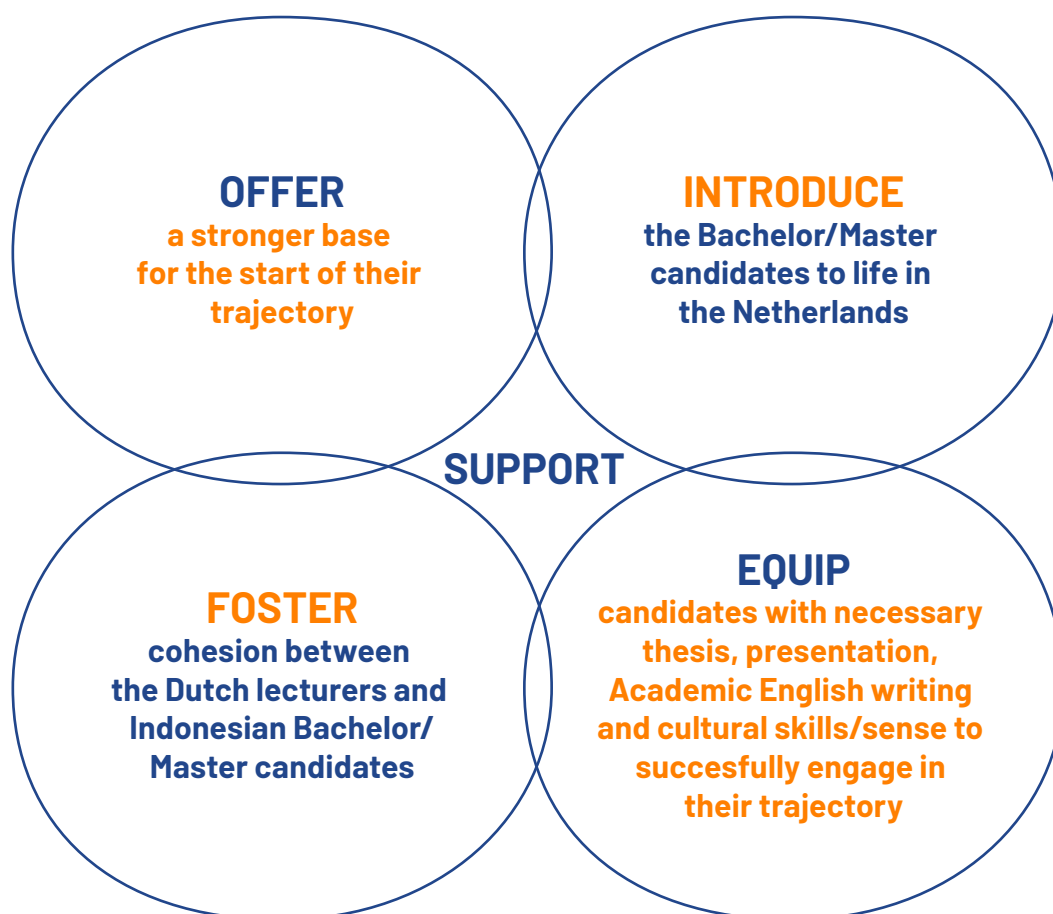 OFFER
a stronger base
for the start of their
trajectory
INTRODUCE
the Bachelor/Master
candidates to life in
the Netherlands
SUPPORT
FOSTER
cohesion between
the Dutch lecturers and
Indonesian Bachelor/
Master candidates
EQUIP
candidates with necessary
thesis, presentation,
Academic English writing
and cultural skills/sense to
succesfully engage in
their trajectory